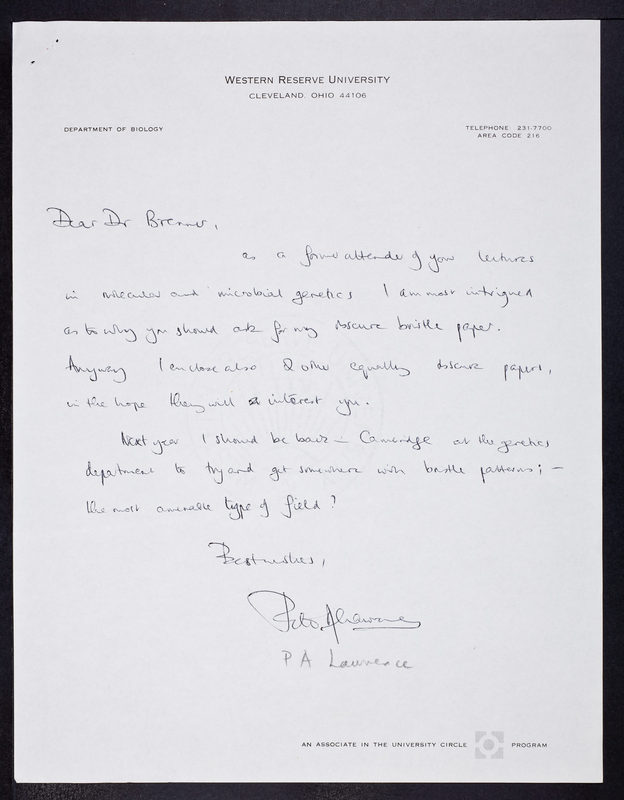 WESTERN RESERVE UNIVERSITY
CLEVELAND, OHIO 44106
DEPARTMENT OF BIOLOGY
TELEPHONE 231-7700
AREA CODE 216
Dear Dr Brenner,
as a former attender of your lectures
in molecular and microbial genetics I am most intrigued
as to why you should ask for my obscure bristle paper.
Anyway I enclose also 2 other equally obscure papers,
in the hope they will interest you.
Next year I should be back in Cambridge at the genetics
department to try and get somewhere with bristle patterns; –
the most amenable type of field?
Best wishes,
Peter A Lawrence
P A Lawrence
AN ASSOCIATE IN THE UNIVERSITY CIRCLE PROGRAM